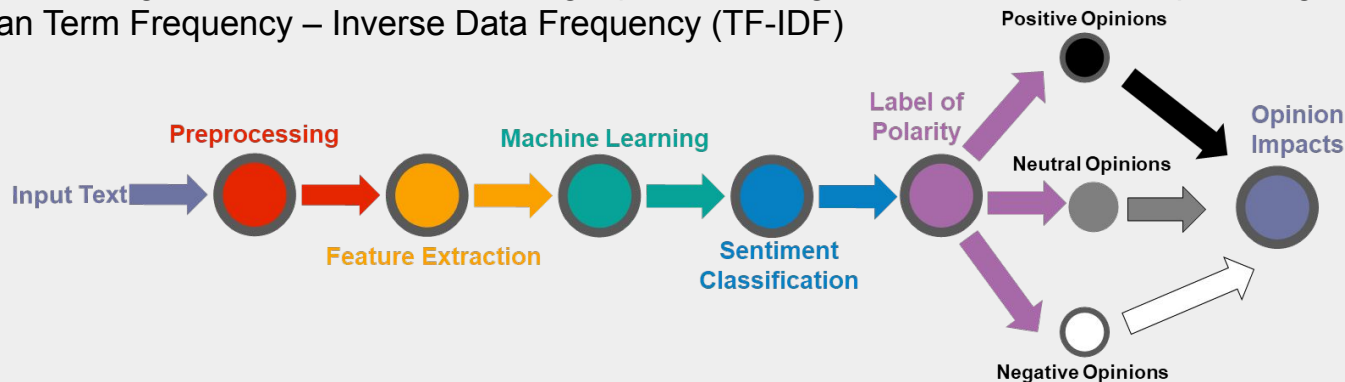 an Term Frequency – Inverse Data Frequency (TF-IDF)
Positive Opinions
Label of
Polarity
Opinion
Impacts
Preprocessing
Machine Learning
Neutral Opinions
Input Text
Feature Extraction
Sentiment
Classification
Negative Opinions